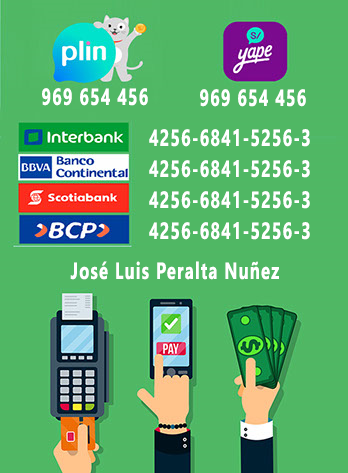 plin
S/
yape
969 654 456
969 654 456
Interbank 4256-6841-5256-3
BBVA Banco Continental 4256-6841-5256-3
Scotiabank 4256-6841-5256-3
BCP 4256-6841-5256-3
José Luis Peralta Nuñez
PAY